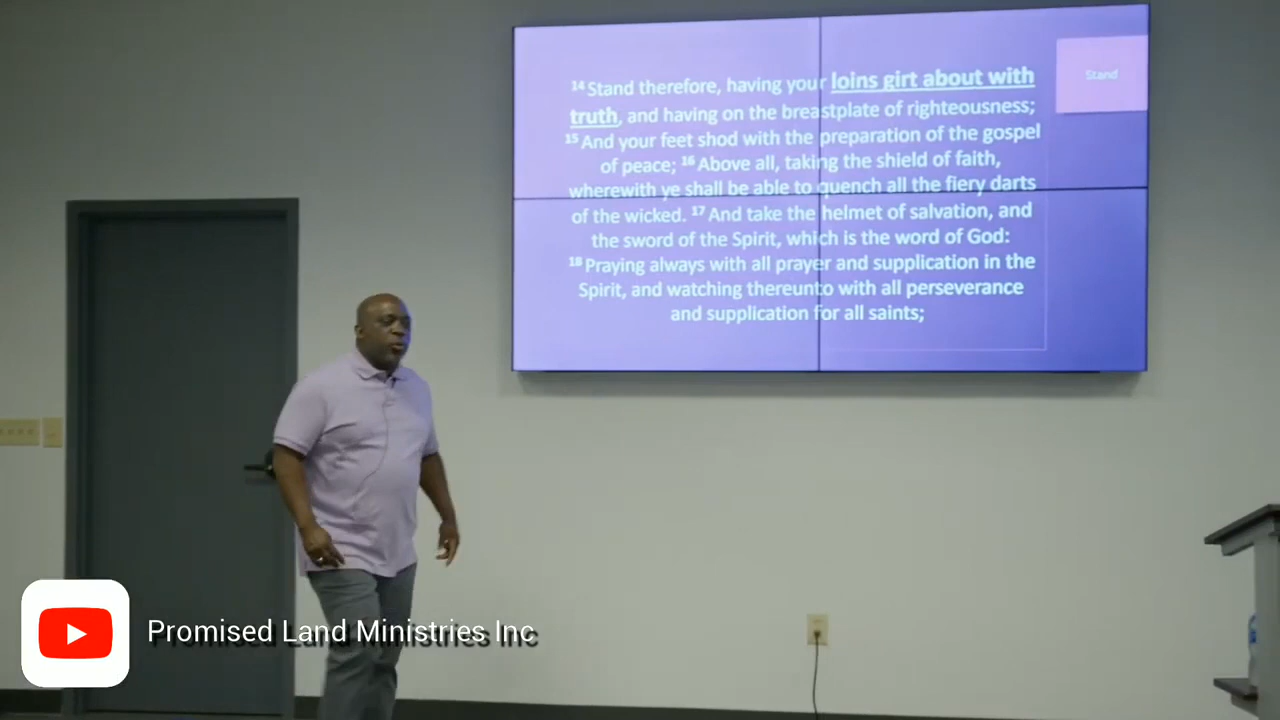 ¹⁴ Stand therefore, having your loins girt about with
truth, and having on the breastplate of righteousness;
¹⁵ And your feet shod with the preparation of the gospel
of peace; ¹⁶ Above all, taking the shield of faith,
wherewith ye shall be able to quench all the fiery darts
of the wicked. ¹⁷ And take the helmet of salvation, and
the sword of the Spirit, which is the word of God:
¹⁸ Praying always with all prayer and supplication in the
Spirit, and watching thereunto with all perseverance
and supplication for all saints;
Stand
Promised Land Ministries Inc